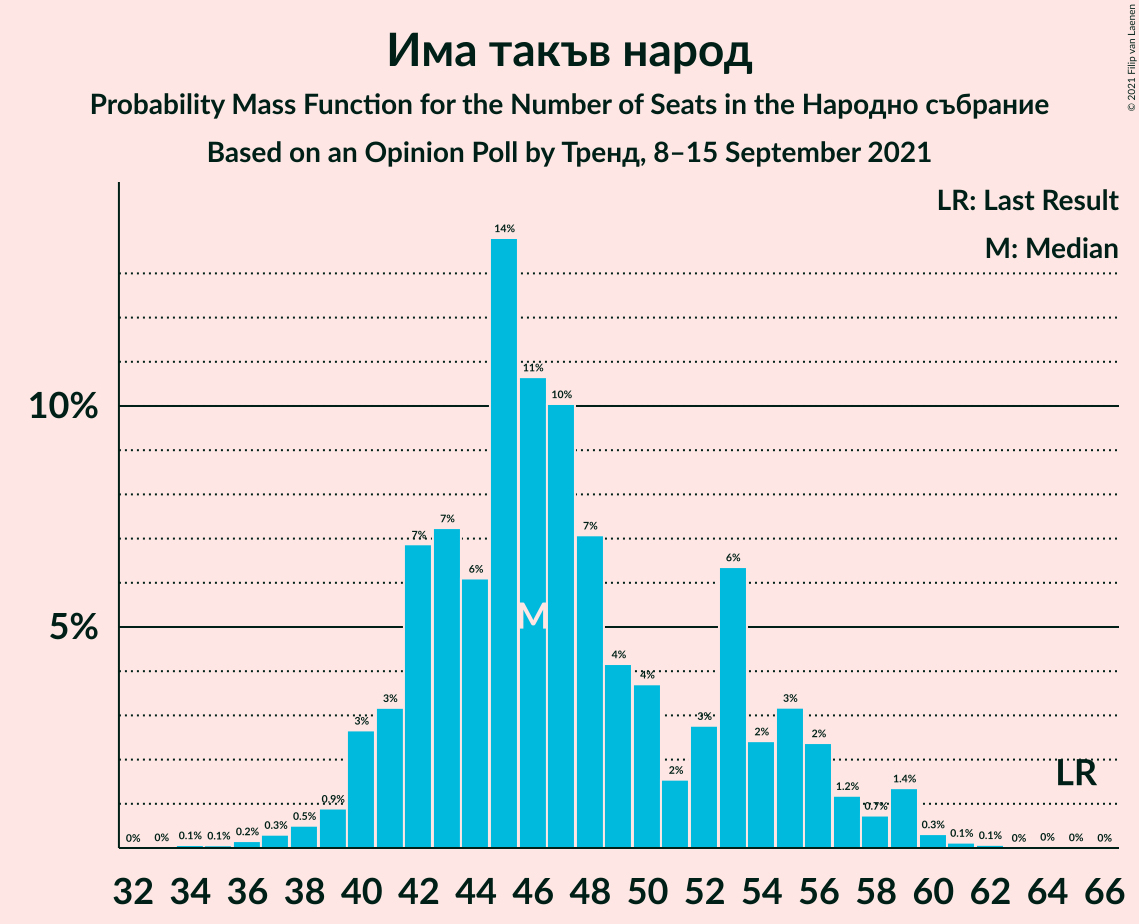 Има такъв народ
Probability Mass Function for the Number of Seats in the Народно събрание
Based on an Opinion Poll by Тренд, 8–15 September 2021
© 2021 Filip van Laenen
LR: Last Result
M: Median
10%
5%
0% 0% 0.1% 0.1% 0.2% 0.3% 0.5% 0.9% 3% 3% 7% 7% 6% 14% 11% 10% 7% 4% 4% 2% 3% 6% 2% 3% 2% 1.2% 0.7% 1.4% 0.3% 0.1% 0.1% 0% 0% 0% 0%
M
LR
32 34 36 38 40 42 44 46 48 50 52 54 56 58 60 62 64 66